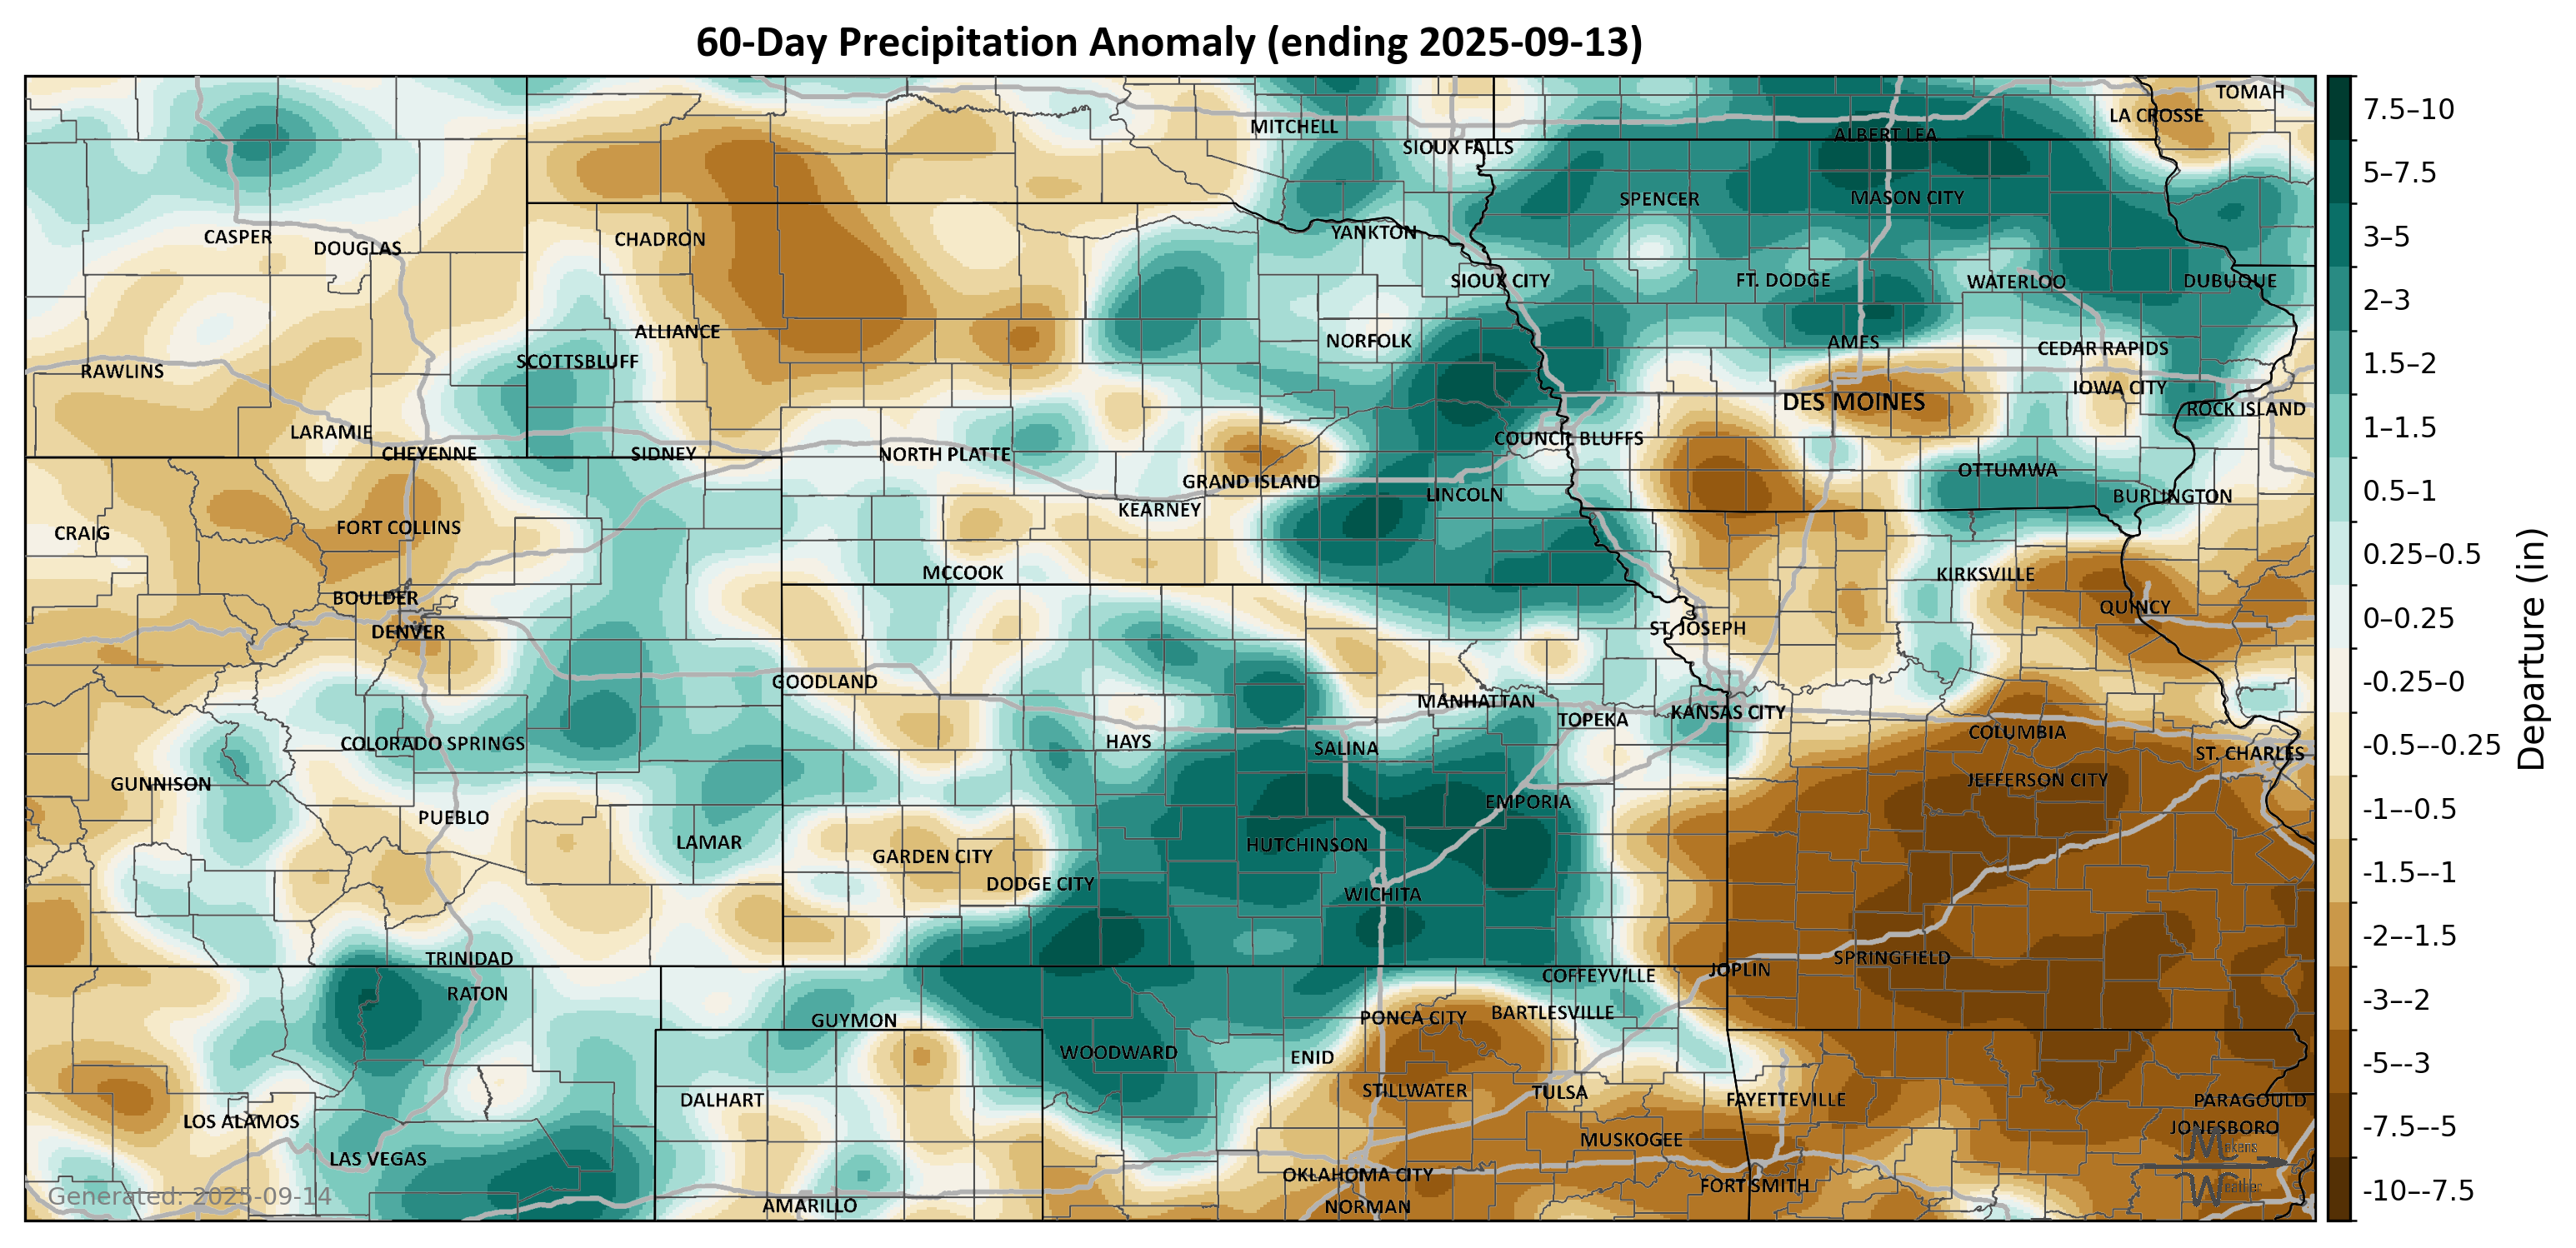 60-Day Precipitation Anomaly (ending 2025-09-13)
TOMAH
LA CROSSE
MITCHELL
ALBERT LEA
SIOUX FALLS
SPENCER
MASON CITY
CASPER
DOUGLAS
CHADRON
YANKTON
SIOUX CITY
FT. DODGE
WATERLOO
DUBUQUE
ALLIANCE
NORFOLK
AMES
CEDAR RAPIDS
SCOTTSBLUFF
RAWLINS
IOWA CITY
DES MOINES
ROCK ISLAND
LARAMIE
COUNCIL BLUFFS
CHEYENNE
SIDNEY
NORTH PLATTE
OTTUMWA
GRAND ISLAND
LINCOLN
BURLINGTON
KEARNEY
CRAIG
FORT COLLINS
MCCOOK
KIRKSVILLE
BOULDER
QUINCY
DENVER
ST. JOSEPH
GOODLAND
MANHATTAN
TOPEKA
KANSAS CITY
COLUMBIA
COLORADO SPRINGS
HAYS
SALINA
ST. CHARLES
GUNNISON
JEFFERSON CITY
EMPORIA
PUEBLO
LAMAR
HUTCHINSON
GARDEN CITY
DODGE CITY
WICHITA
TRINIDAD
SPRINGFIELD
JOPLIN
COFFEYVILLE
RATON
GUYMON
PONCA CITY
BARTLESVILLE
WOODWARD
ENID
STILLWATER
TULSA
DALHART
FAYETTEVILLE
PARAGOULD
LOS ALAMOS
JONESBORO
MUSKOGEE
LAS VEGAS
OKLAHOMA CITY
FORT SMITH
AMARILLO
NORMAN
Generated: 2025-09-14
Makens
Weather
7.5–10
5–7.5
3–5
2–3
1.5–2
1–1.5
0.5–1
0.25–0.5
0–0.25
-0.25–0
-0.5–-0.25
-1–-0.5
-1.5–-1
-2–-1.5
-3–-2
-5–-3
-7.5–-5
-10–-7.5
Departure (in)